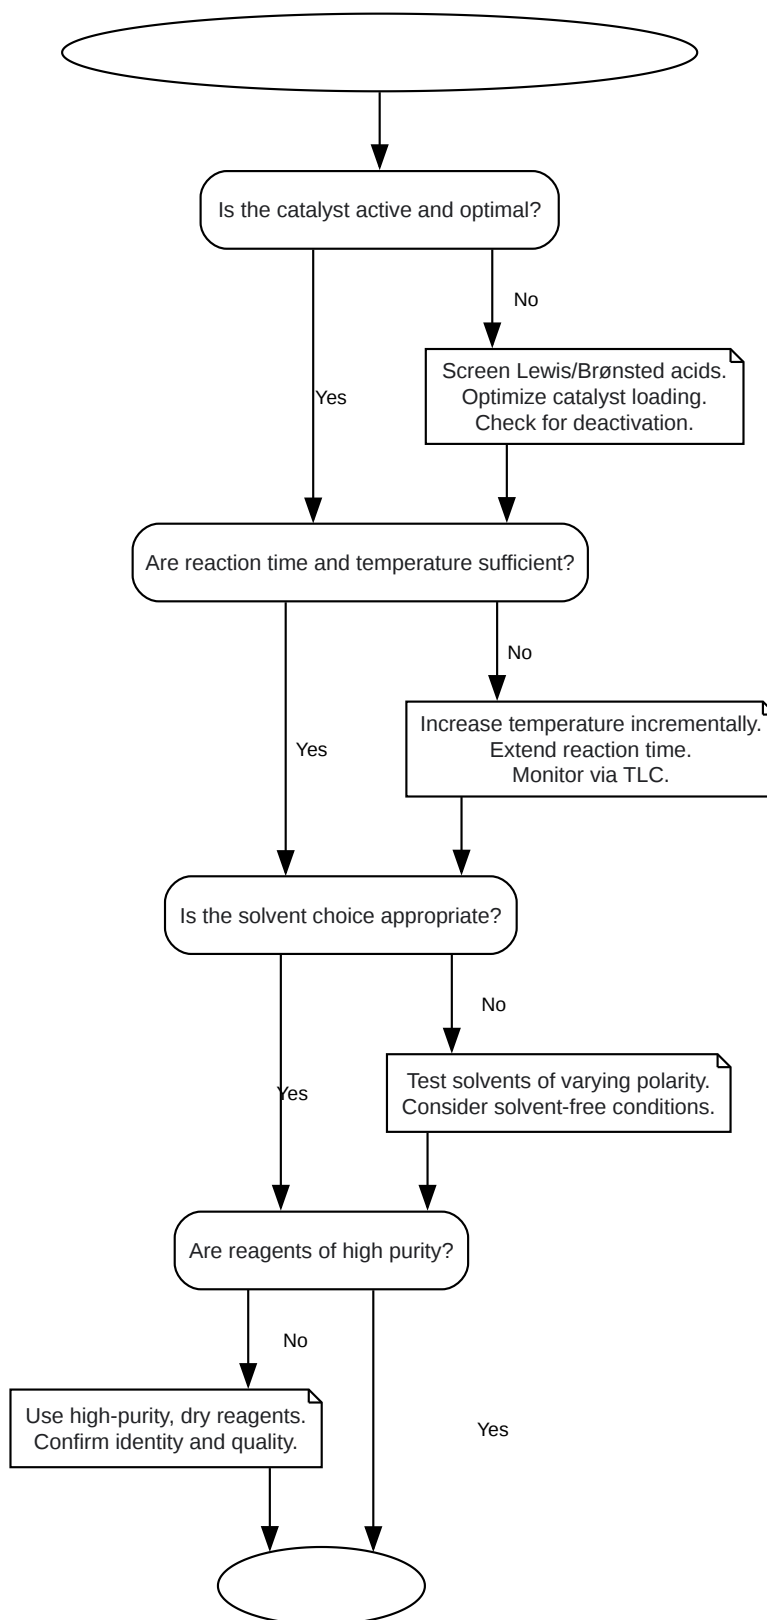 Is the catalyst active and optimal?
No
Screen Lewis/Brønsted acids.
Optimize catalyst loading.
Check for deactivation.
Yes
Are reaction time and temperature sufficient?
No
Increase temperature incrementally.
Extend reaction time.
Monitor via TLC.
Yes
Is the solvent choice appropriate?
No
Test solvents of varying polarity.
Consider solvent-free conditions.
Yes
Are reagents of high purity?
No
Use high-purity, dry reagents.
Confirm identity and quality.
Yes